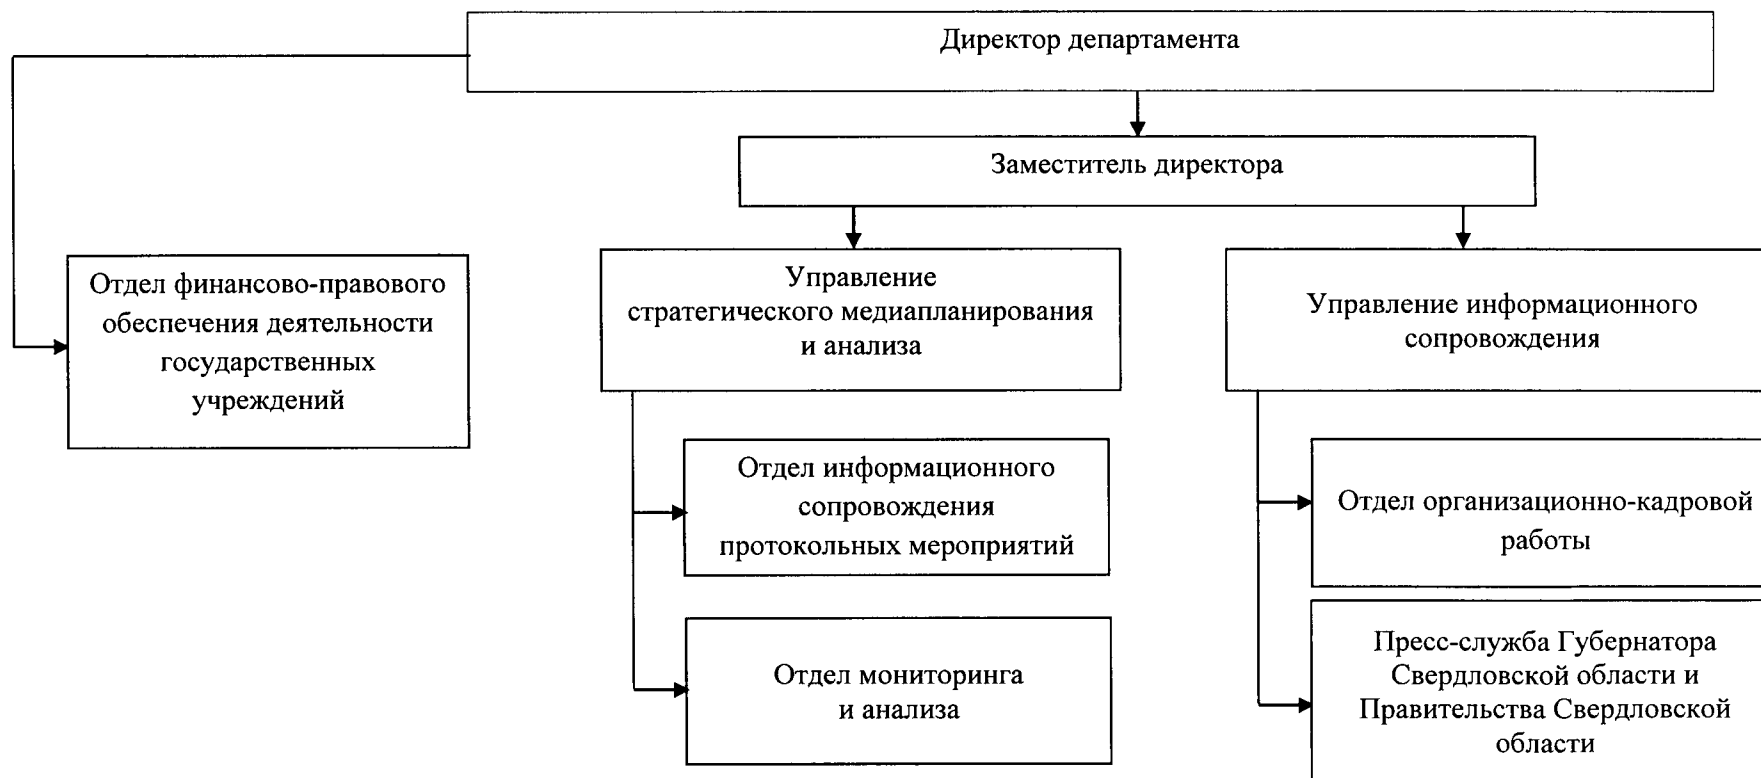 Директор департамента
Заместитель директора
Отдел финансово-правового
обеспечения деятельности
государственных
учреждений
Управление
стратегического медиапланирования
и анализа
Управление информационного
сопровождения
Отдел информационного
сопровождения
протокольных мероприятий
Отдел организационно-кадровой
работы
Отдел мониторинга
и анализа
Пресс-служба Губернатора
Свердловской области и
Правительства Свердловской
области